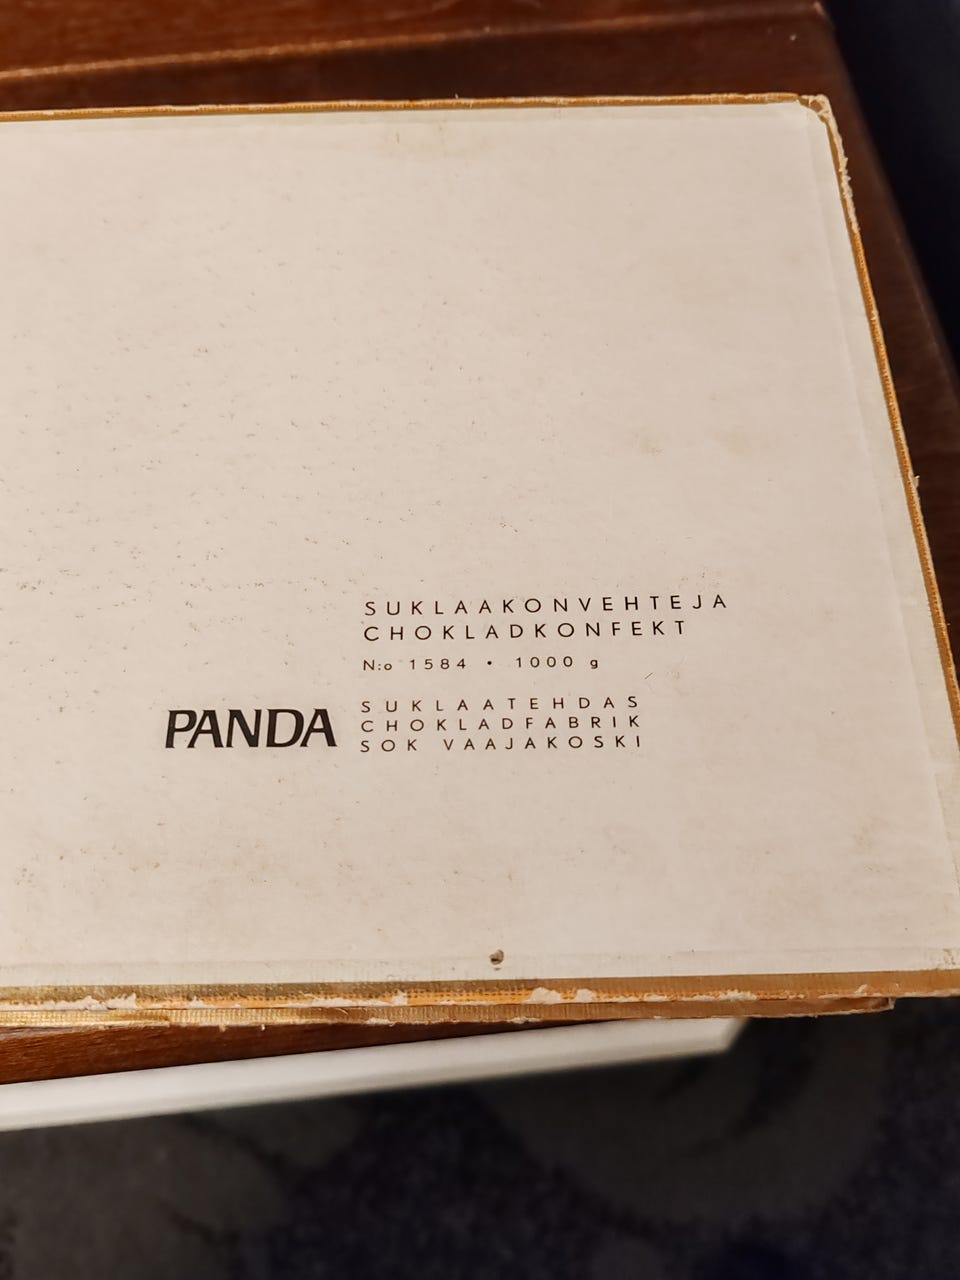 SUKLAAKONVEHTEJA
CHOKLADKONFEKT
N:o 1584 • 1000 g
PANDA
SUKLAATEHDAS
CHOKLADFABRIK
SOK VAAJAKOSKI